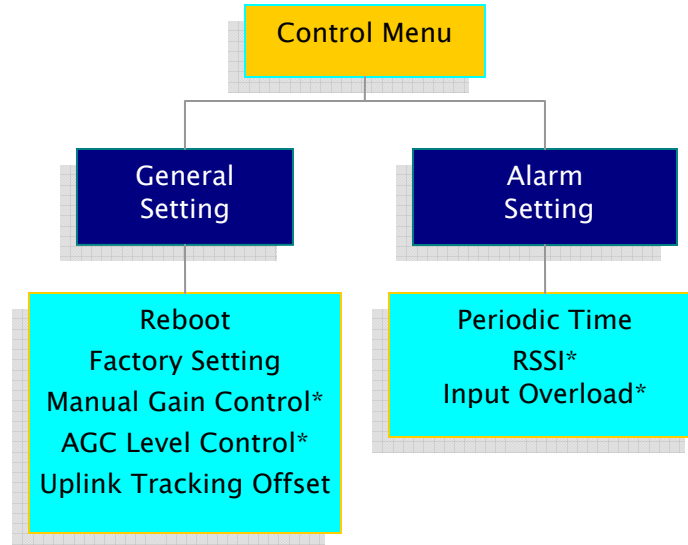 Control Menu
General
Setting
Alarm
Setting
Reboot
Factory Setting
Manual Gain Control*
AGC Level Control*
Uplink Tracking Offset
Periodic Time
RSSI*
Input Overload*